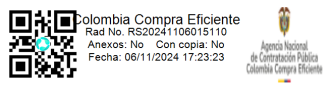 Colombia Compra Eficiente
Rad No. RS20241106015110
Anexos: No Con copia: No
Fecha: 06/11/2024 17:23:23
Agencia Nacional
de Contratación Pública
Colombia Compra Eficiente